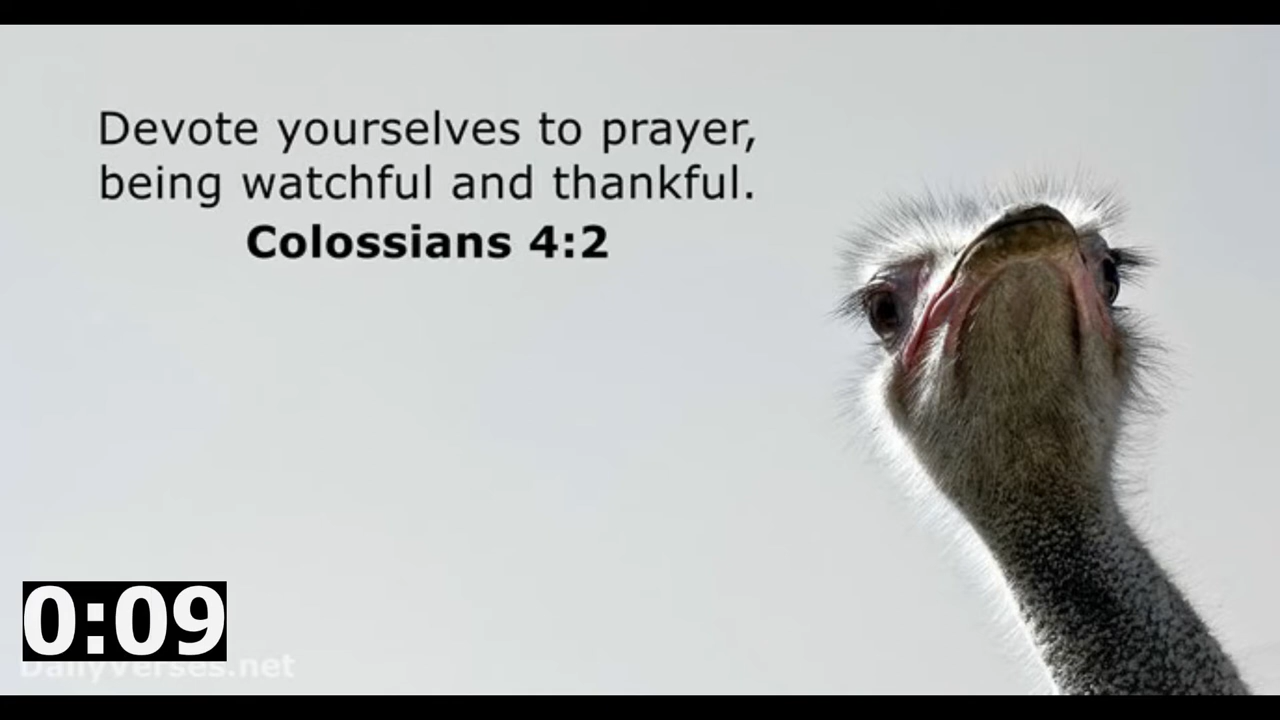 Devote yourselves to prayer,
being watchful and thankful.
Colossians 4:2
0:09
DailyVerses.net